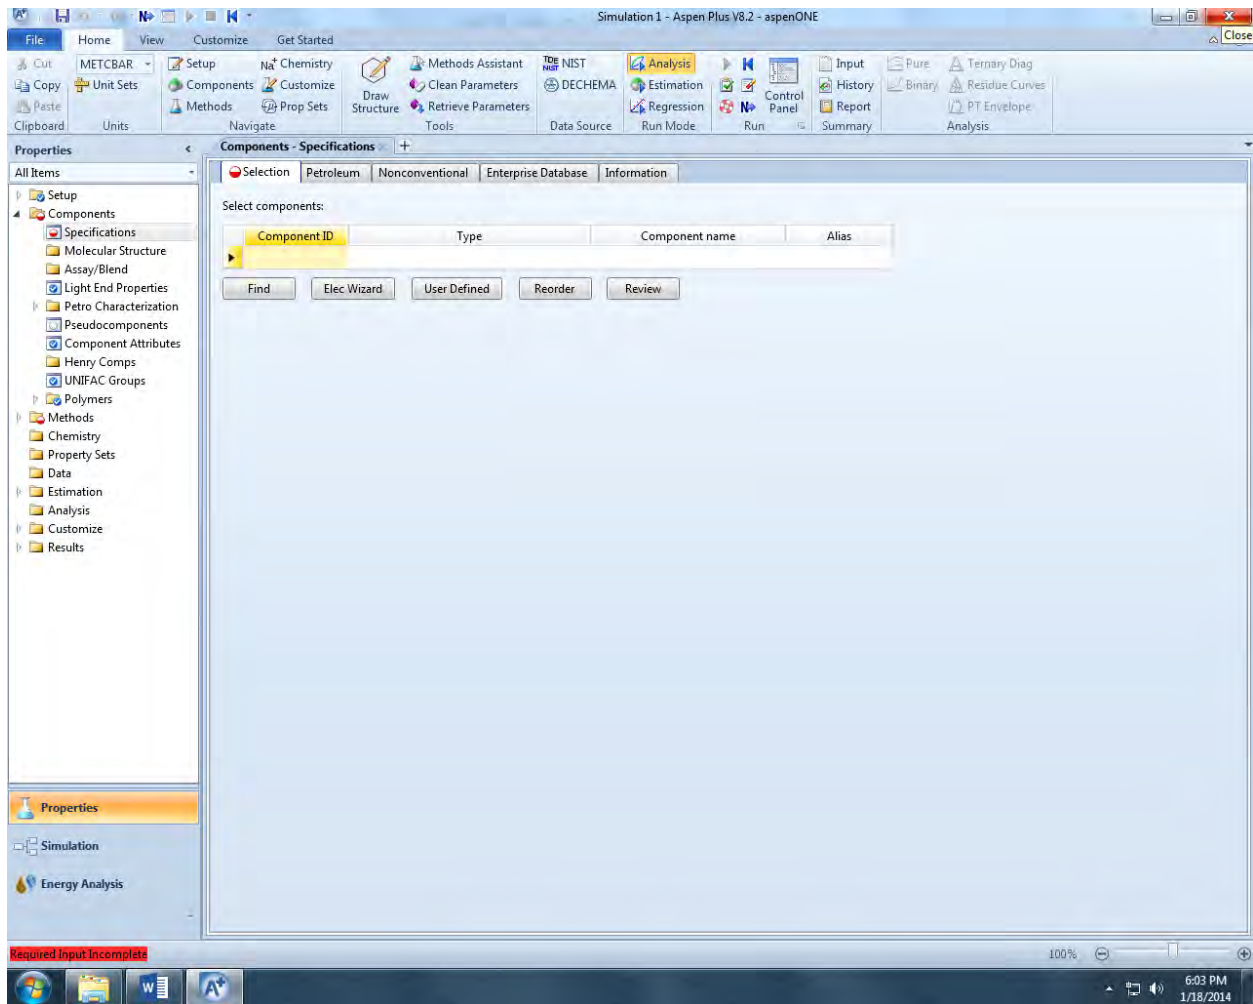 Simulation 1 - Aspen Plus V8.2 - aspenONE
File Home View Customize Get Started
Close
Cut METCBAR Setup Na+ Chemistry Methods Assistant NIST Analysis Input Pure Ternary Diag
Copy Unit Sets Components Customize Draw Structure Clean Parameters DECHEMA Estimation Control Panel History Binary Residue Curves
Paste Methods Prop Sets Retrieve Parameters Regression N Report PT Envelope
Clipboard Units Navigate Tools Data Source Run Mode Run Summary Analysis
Properties Components - Specifications +
All Items
Selection Petroleum Nonconventional Enterprise Database Information
Setup
Components
Specifications
Molecular Structure
Assay/Blend
Light End Properties
Petro Characterization
Pseudocomponents
Component Attributes
Henry Comps
UNIFAC Groups
Polymers
Methods
Chemistry
Property Sets
Data
Estimation
Analysis
Customize
Results
Select components:
Component ID Type Component name Alias
Find Elec Wizard User Defined Reorder Review
Properties
Simulation
Energy Analysis
Required Input Incomplete
100%
6:03 PM
1/18/2014